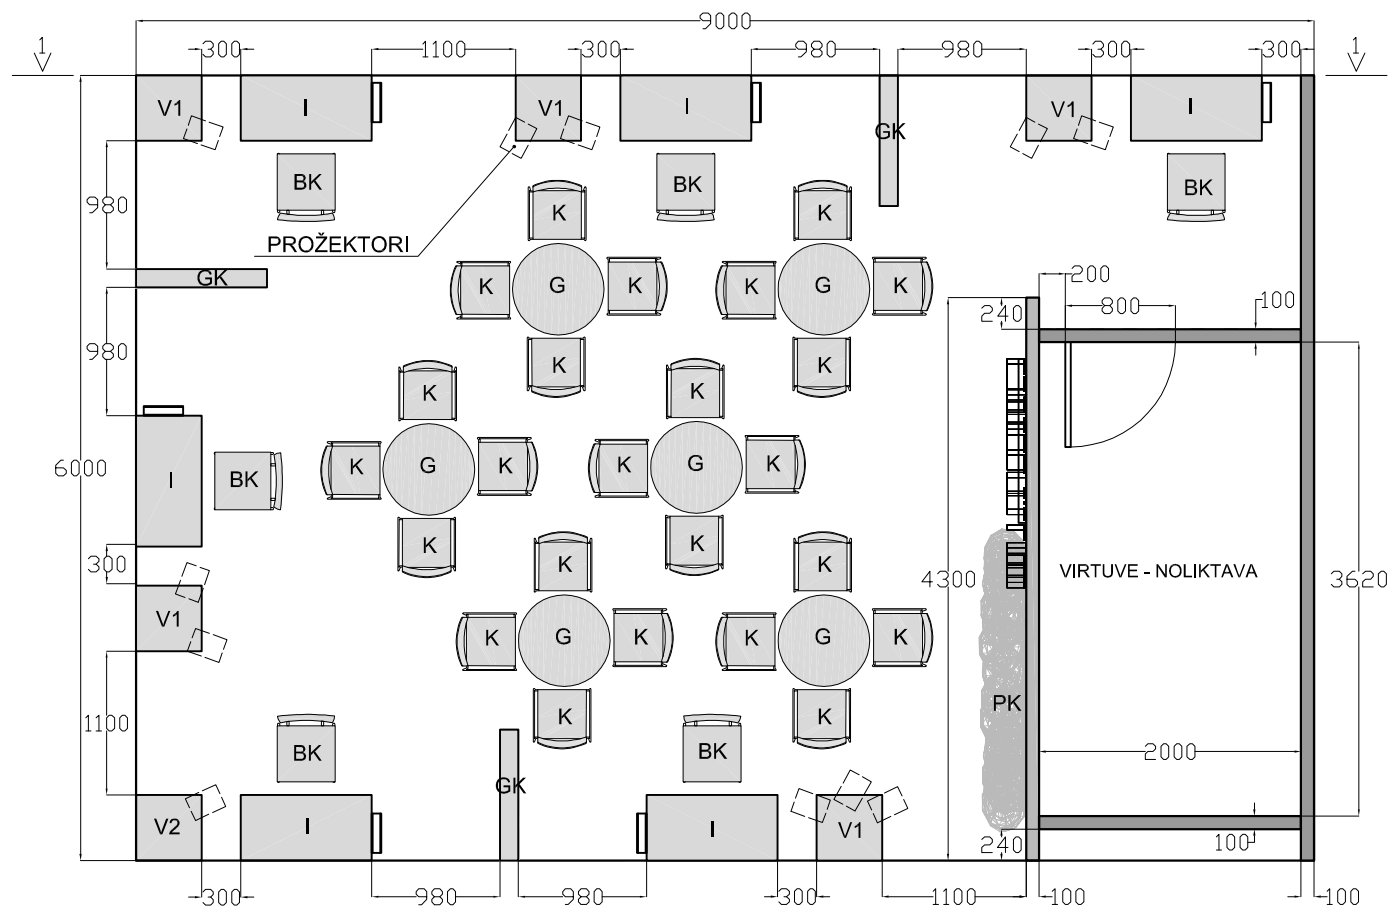 9000
1 300 1100 300 980 980 300 300 1
V1 I V1 I GK V1 I
BK BK BK
980 K K
PROŽEKTORI
GK K G K K G K 200
240 800 100
980 K K
K K
6000 I BK K G K K G K
K K
300 K K 4300 VIRTUVE - NOLIKTAVA 3620
V1 K G K K G K
1100 K K PK
BK BK 2000
GK
V2 I I V1 240 100
300 980 980 300 1100 100 100